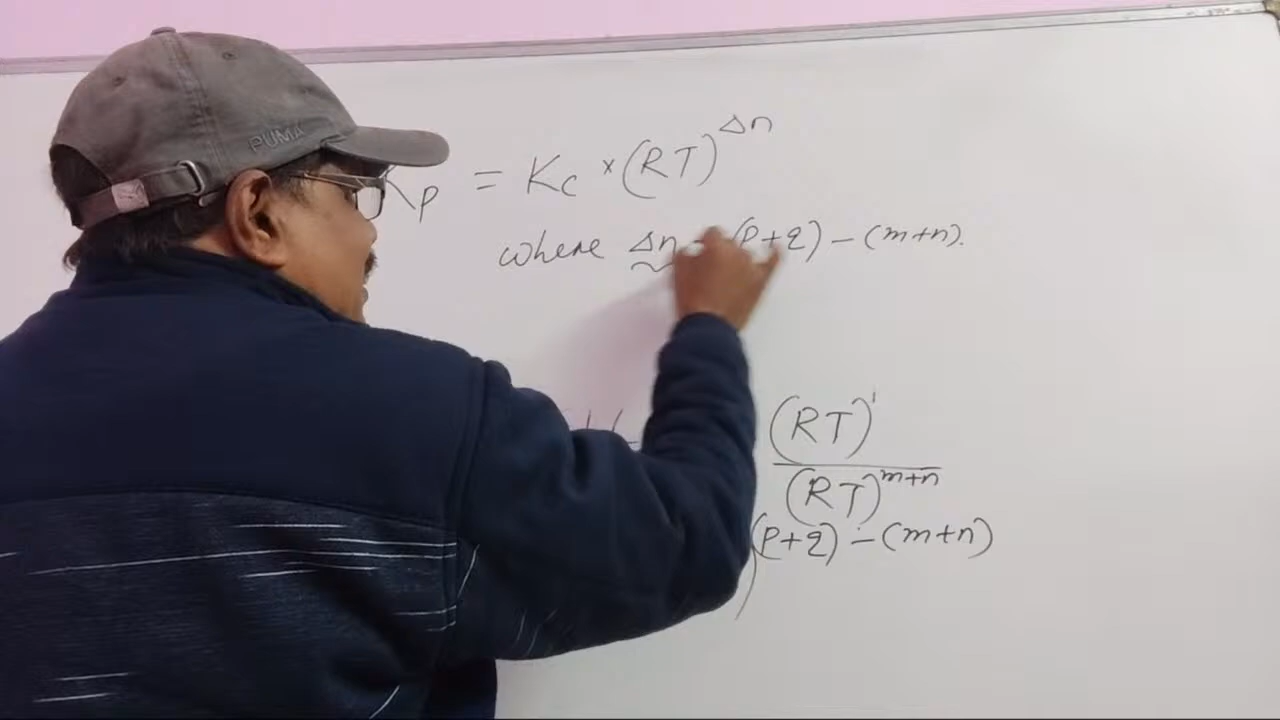 PUMA
Kp = Kc × (RT)^Δn
where Δn = (p+q) - (m+n).
(RT)
(RT)^m+n
(p+q) - (m+n)